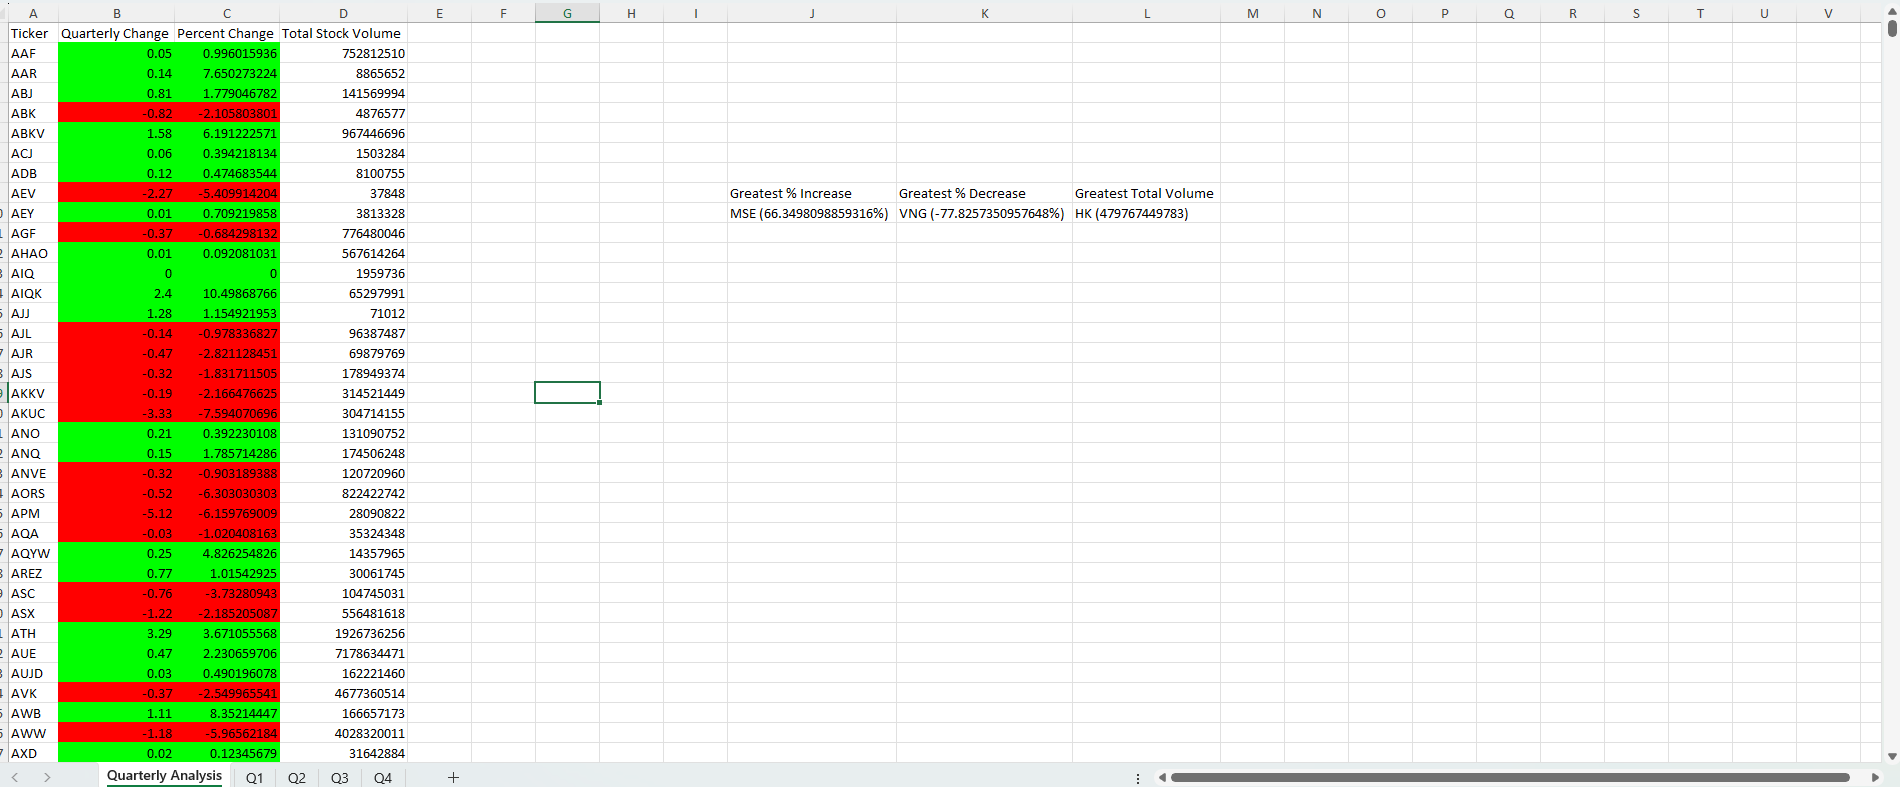 A B C D E F G H I J K L M N O P Q R S T U V
Ticker Quarterly Change Percent Change Total Stock Volume
AAF 0.05 0.996015936 752812510
AAR 0.14 7.650273224 8865652
ABJ 0.81 1.779046782 141569994
ABK -0.82 -2.105803801 4876577
ABKV 1.58 6.191222571 967446696
ACJ 0.06 0.394218134 1503284
ADB 0.12 0.474683544 8100755
AEV -2.27 -5.409914204 37848 Greatest % Increase Greatest % Decrease Greatest Total Volume
AEY 0.01 0.709219858 3813328 MSE (66.3498098859316%) VNG (-77.8257350957648%) HK (479767449783)
AGF -0.37 -0.684298132 776480046
AHAO 0.01 0.092081031 567614264
AIQ 0 0 1959736
AIQK 2.4 10.49868766 65297991
AJJ 1.28 1.154921953 71012
AJL -0.14 -0.978336827 96387487
AJR -0.47 -2.821128451 69879769
AJS -0.32 -1.831711505 178949374
AKKV -0.19 -2.166476625 314521449
AKUC -3.33 -7.594070696 304714155
ANO 0.21 0.392230108 131090752
ANQ 0.15 1.785714286 174506248
ANVE -0.32 -0.903189388 120720960
AORS -0.52 -6.303030303 822422742
APM -5.12 -6.159769009 28090822
AQA -0.03 -1.020408163 35324348
AQYW 0.25 4.826254826 14357965
AREZ 0.77 1.01542925 30061745
ASC -0.76 -3.73280943 104745031
ASX -1.22 -2.185205087 556481618
ATH 3.29 3.671055568 1926736256
AUE 0.47 2.230659706 7178634471
AUJD 0.03 0.490196078 162221460
AVK -0.37 -2.549965541 4677360514
AWB 1.11 8.35214447 166657173
AWW -1.18 -5.96562184 4028320011
AXD 0.02 0.12345679 31642884
Quarterly Analysis Q1 Q2 Q3 Q4